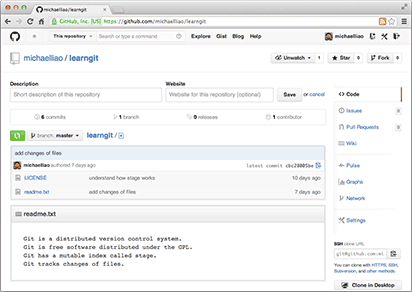 michaelliao/learngit
GitHub, Inc. [US] https://github.com/michaelliao/learngit
This repository Search or type a command Explore Gist Blog Help michaelliao
michaelliao / learngit Unwatch 1 Star 0 Fork 0
Description Website
Short description of this repository Website for this repository (optional) Save or cancel
6 commits 1 branch 0 releases 1 contributor
branch: master learngit /
add changes of files
michaelliao authored 7 days ago latest commit
LICENSE understand how stage works 10 days ago
readme.txt add changes of files 7 days ago
readme.txt
Git is a distributed version control system.
Git is free software distributed under the GPL.
Git has a mutable index called stage.
Git tracks changes of files.
Code
Issues 0
Pull Requests 0
Wiki
Pulse
Graphs
Network
Settings
SSH clone URL
You can clone with HTTPS, SSH,
Subversion, and other methods.
Clone in Desktop